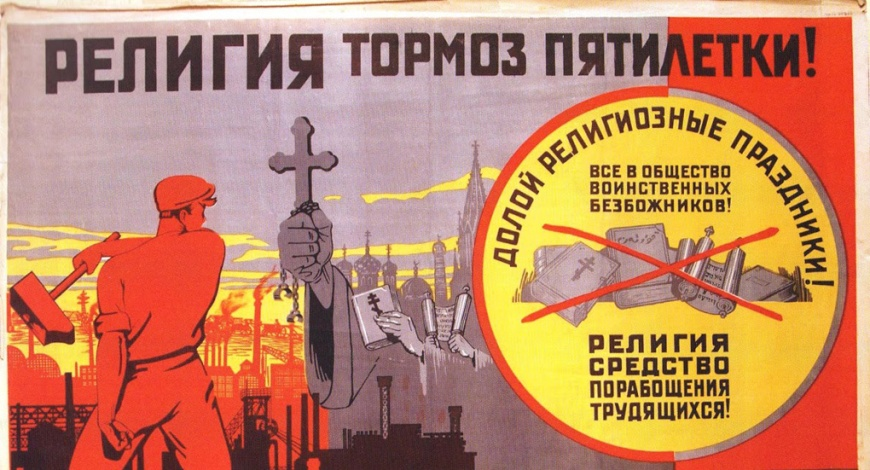 РЕЛИГИЯ ТОРМОЗ ПЯТИЛЕТКИ!
ДОЛОЙ РЕЛИГИОЗНЫЕ ПРАЗДНИКИ!
ВСЕ В ОБЩЕСТВО
ВОИНСТВЕННЫХ
БЕЗБОЖНИКОВ!
РЕЛИГИЯ
СРЕДСТВО
ПОРАБОЩЕНИЯ
ТРУДЯЩИХСЯ!